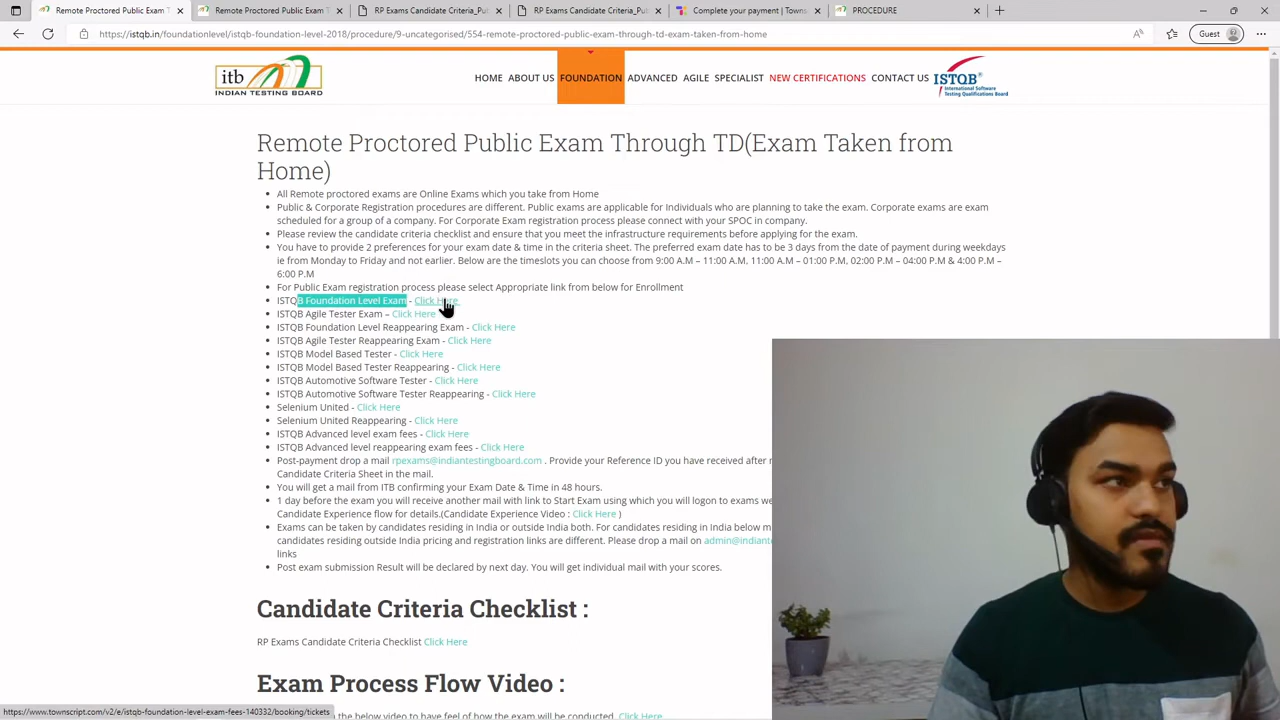 Remote Proctored Public Exam T
Remote Proctored Public Exam T
RP Exams Candidate Criteria_Pu
RP Exams Candidate Criteria_Pu
Complete your payment | Towns
PROCEDURE
https://istqb.in/foundationlevel/istqb-foundation-level-2018/procedure/9-uncategorised/554-remote-proctored-public-exam-through-td-exam-taken-from-home
Guest
itb
INDIAN TESTING BOARD
HOME ABOUT US FOUNDATION ADVANCED AGILE SPECIALIST NEW CERTIFICATIONS CONTACT US
ISTQB®
International Software
Testing Qualifications Board
Remote Proctored Public Exam Through TD(Exam Taken from
Home)
All Remote proctored exams are Online Exams which you take from Home
Public & Corporate Registration procedures are different. Public exams are applicable for Individuals who are planning to take the exam. Corporate exams are exam
scheduled for a group of a company. For Corporate Exam registration process please connect with your SPOC in company.
Please review the candidate criteria checklist and ensure that you meet the infrastructure requirements before applying for the exam.
You have to provide 2 preferences for your exam date & time in the criteria sheet. The preferred exam date has to be 3 days from the date of payment during weekdays
ie from Monday to Friday and not earlier. Below are the timeslots you can choose from 9:00 A.M – 11:00 A.M, 11:00 A.M – 01:00 P.M, 02:00 P.M – 04:00 P.M & 4:00 P.M –
6:00 P.M
For Public Exam registration process please select Appropriate link from below for Enrollment
ISTQB Foundation Level Exam - Click Here
ISTQB Agile Tester Exam – Click Here
ISTQB Foundation Level Reappearing Exam - Click Here
ISTQB Agile Tester Reappearing Exam - Click Here
ISTQB Model Based Tester - Click Here
ISTQB Model Based Tester Reappearing - Click Here
ISTQB Automotive Software Tester - Click Here
ISTQB Automotive Software Tester Reappearing - Click Here
Selenium United - Click Here
Selenium United Reappearing - Click Here
ISTQB Advanced level exam fees - Click Here
ISTQB Advanced level reappearing exam fees - Click Here
Post-payment drop a mail rpexams@indiantestingboard.com . Provide your Reference ID you have received after
Candidate Criteria Sheet in the mail.
You will get a mail from ITB confirming your Exam Date & Time in 48 hours.
1 day before the exam you will receive another mail with link to Start Exam using which you will logon to exams we
Candidate Experience flow for details.(Candidate Experience Video : Click Here )
Exams can be taken by candidates residing in India or outside India both. For candidates residing in India below m
candidates residing outside India pricing and registration links are different. Please drop a mail on admin@indiante
links
Post exam submission Result will be declared by next day. You will get individual mail with your scores.
Candidate Criteria Checklist :
RP Exams Candidate Criteria Checklist Click Here
Exam Process Flow Video :
the below video to have feel of how the exam will be conducted. Click Here
https://www.townscript.com/v2/e/istqb-foundation-level-exam-fees-140332/booking/tickets